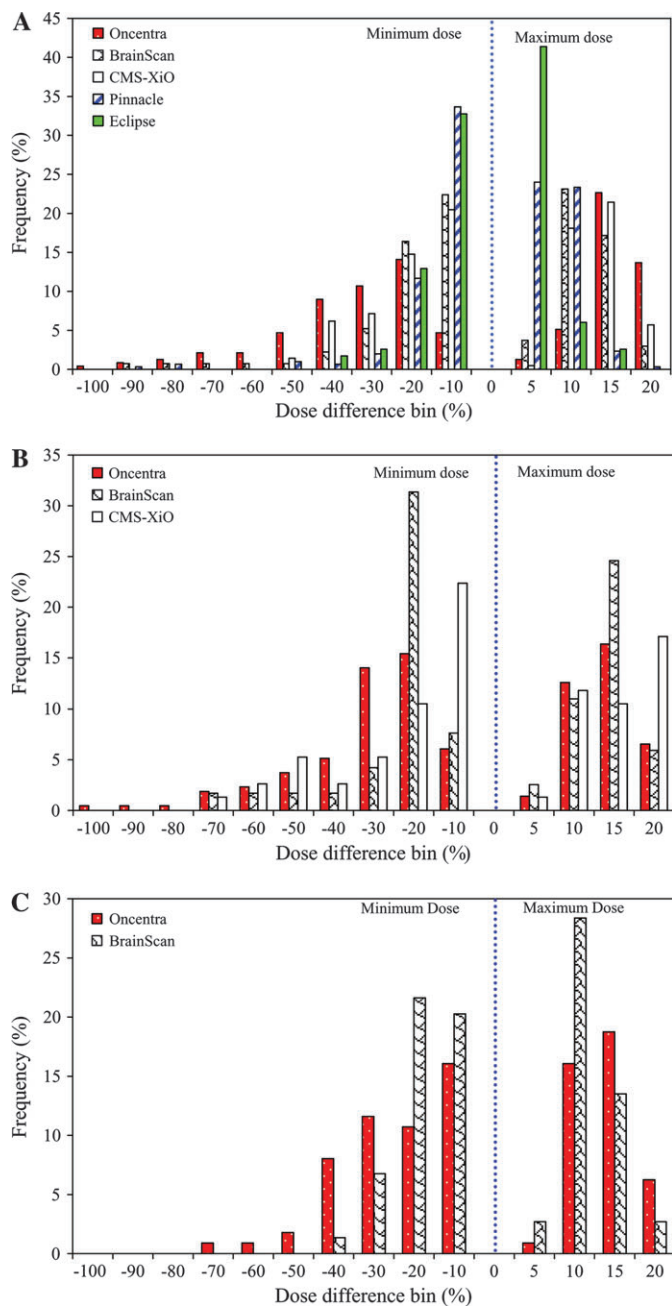 A
Minimum dose
Maximum dose
Oncentra
BrainScan
CMS-XiO
Pinnacle
Eclipse
Frequency (%)
45
40
35
30
25
20
15
10
5
0
-100 -90 -80 -70 -60 -50 -40 -30 -20 -10 0 5 10 15 20
Dose difference bin (%)
B
Minimum dose
Maximum dose
Oncentra
BrainScan
CMS-XiO
Frequency (%)
35
30
25
20
15
10
5
0
-100 -90 -80 -70 -60 -50 -40 -30 -20 -10 0 5 10 15 20
Dose difference bin (%)
C
Minimum Dose
Maximum Dose
Oncentra
BrainScan
Frequency (%)
30
25
20
15
10
5
0
-100 -90 -80 -70 -60 -50 -40 -30 -20 -10 0 5 10 15 20
Dose difference bin (%)